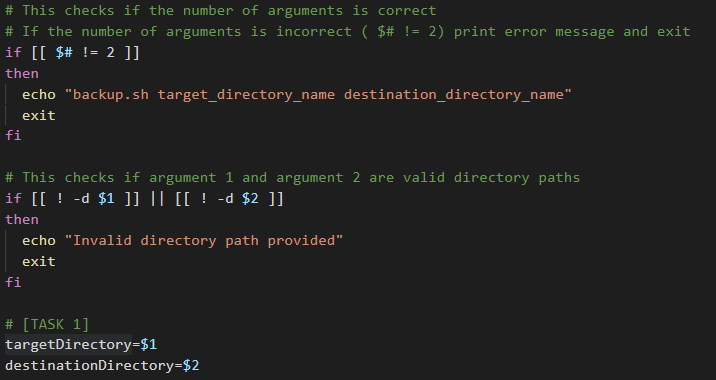 # This checks if the number of arguments is correct
# If the number of arguments is incorrect ( $# != 2) print error message and exit
if [[ $# != 2 ]]
then
  echo "backup.sh target_directory_name destination_directory_name"
  exit
fi

# This checks if argument 1 and argument 2 are valid directory paths
if [[ ! -d $1 ]] || [[ ! -d $2 ]]
then
  echo "Invalid directory path provided"
  exit
fi

# [TASK 1]
targetDirectory=$1
destinationDirectory=$2